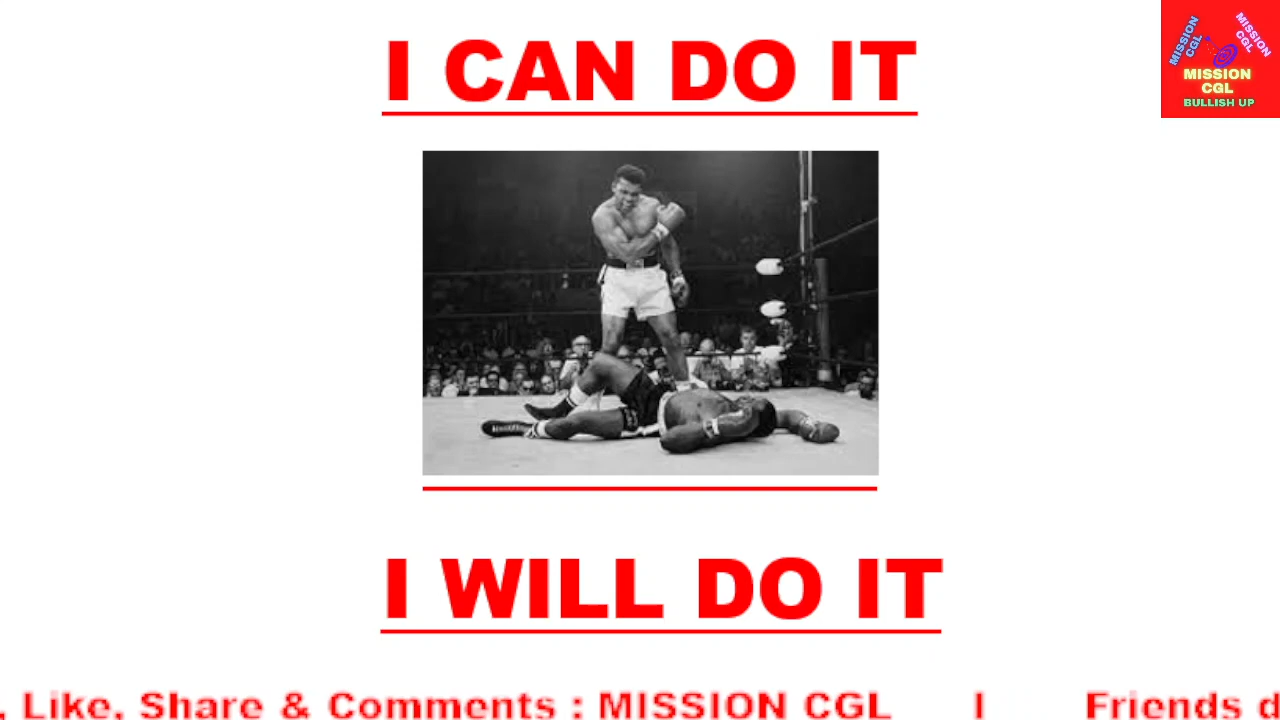 I CAN DO IT
MISSION
CGL
MISSION
CGL
MISSION
CGL
BULLISH UP
I WILL DO IT
, Like, Share & Comments : MISSION CGL
Friends d